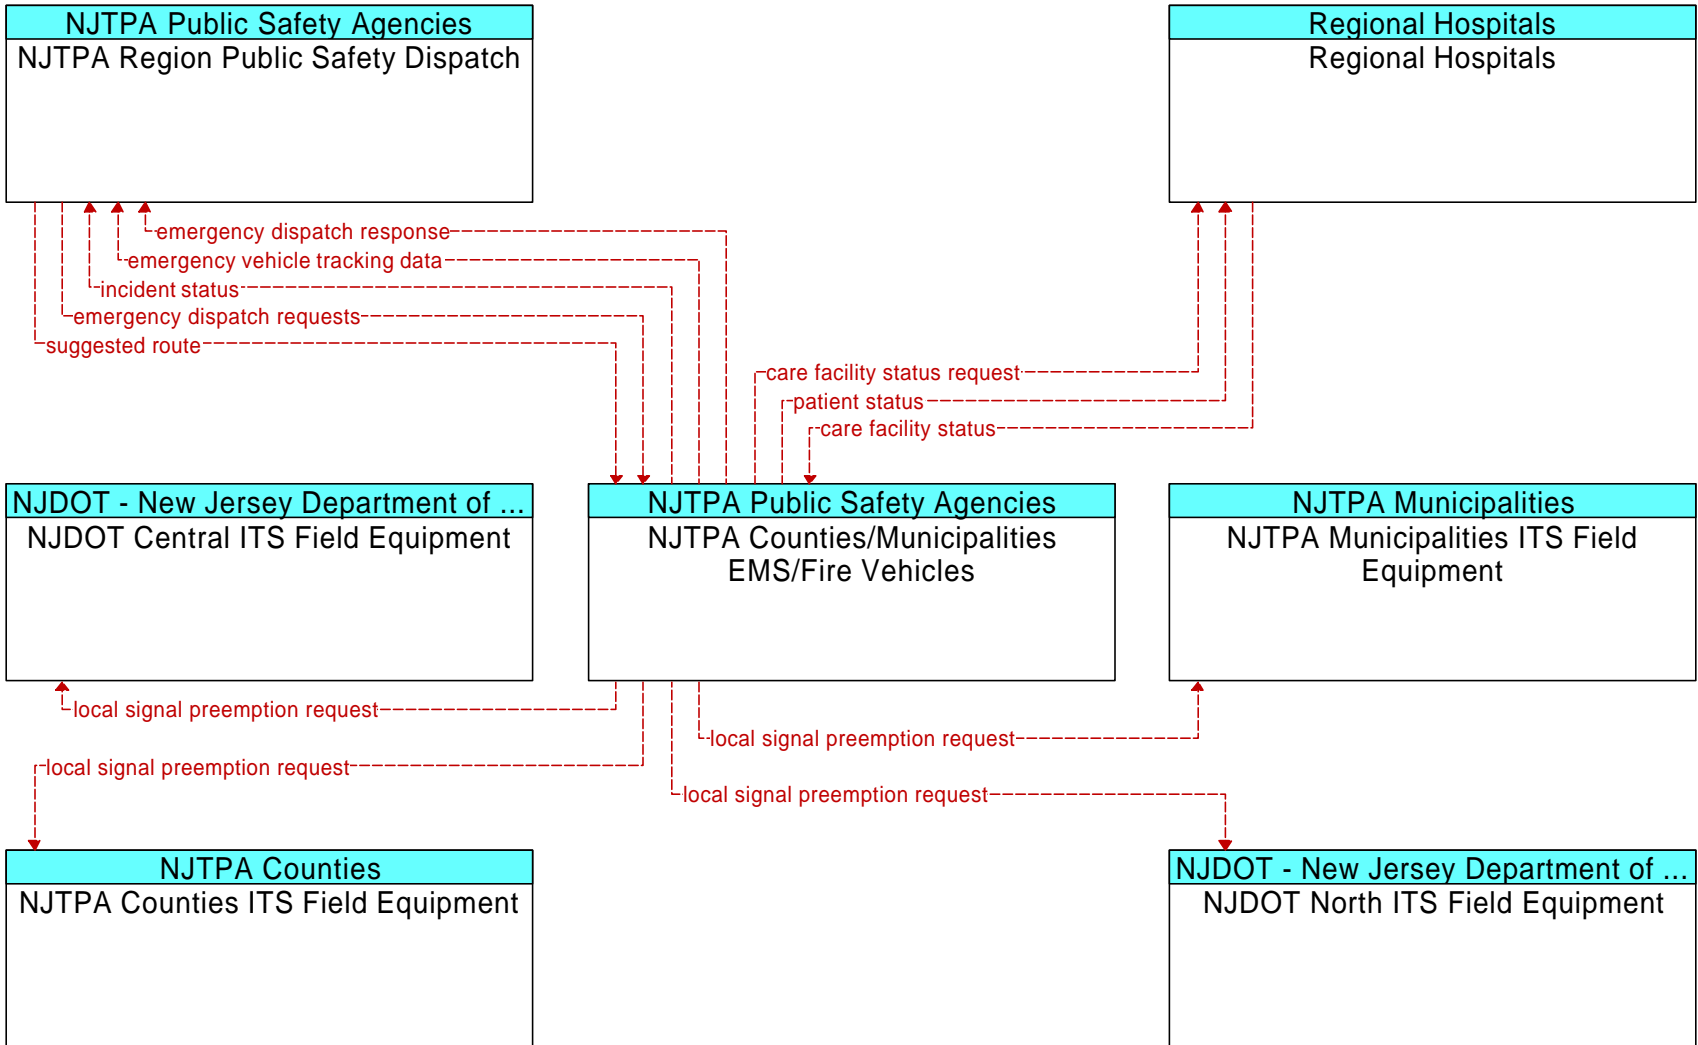 NJTPA Public Safety Agencies
NJTPA Region Public Safety Dispatch
Regional Hospitals
Regional Hospitals
emergency dispatch response
emergency vehicle tracking data
incident status
emergency dispatch requests
suggested route
care facility status request
patient status
care facility status
NJDOT - New Jersey Department of ...
NJDOT Central ITS Field Equipment
NJTPA Public Safety Agencies
NJTPA Counties/Municipalities
EMS/Fire Vehicles
NJTPA Municipalities
NJTPA Municipalities ITS Field
Equipment
local signal preemption request
local signal preemption request
local signal preemption request
local signal preemption request
NJTPA Counties
NJTPA Counties ITS Field Equipment
NJDOT - New Jersey Department of ...
NJDOT North ITS Field Equipment